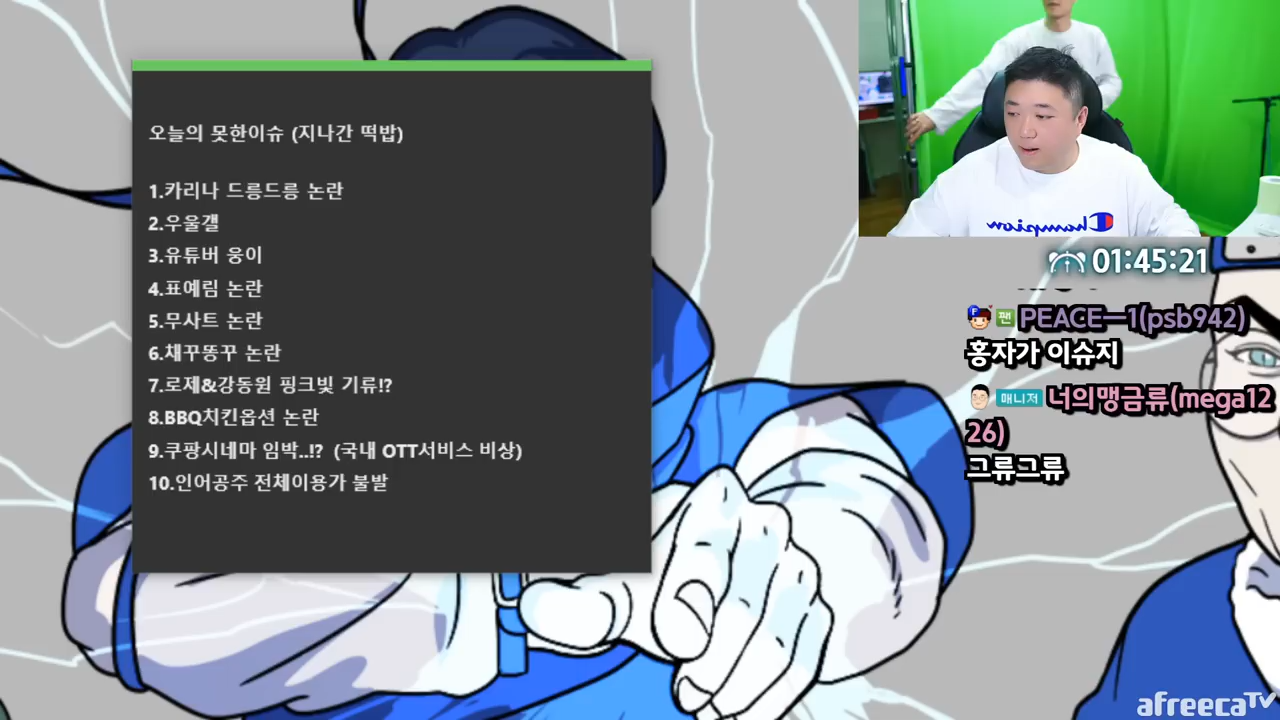 오늘의 못한이슈 (지나간 떡밥)
1.카리나 드릉드릉 논란
2.우울갤
3.유튜버 웅이
4.표예림 논란
5.무사트 논란
6.채꾸똥꾸 논란
7.로제&강동원 핑크빛 기류!?
8.BBQ치킨옵션 논란
9.쿠팡시네마 임박..!? (국내 OTT서비스 비상)
10.인어공주 전체이용가 불발
Champion
01:45:21
F 팬 PEACE—1(psb942)
홍자가 이슈지
매니저 너의맹금류(mega12
26)
그류그류
afreecaTV